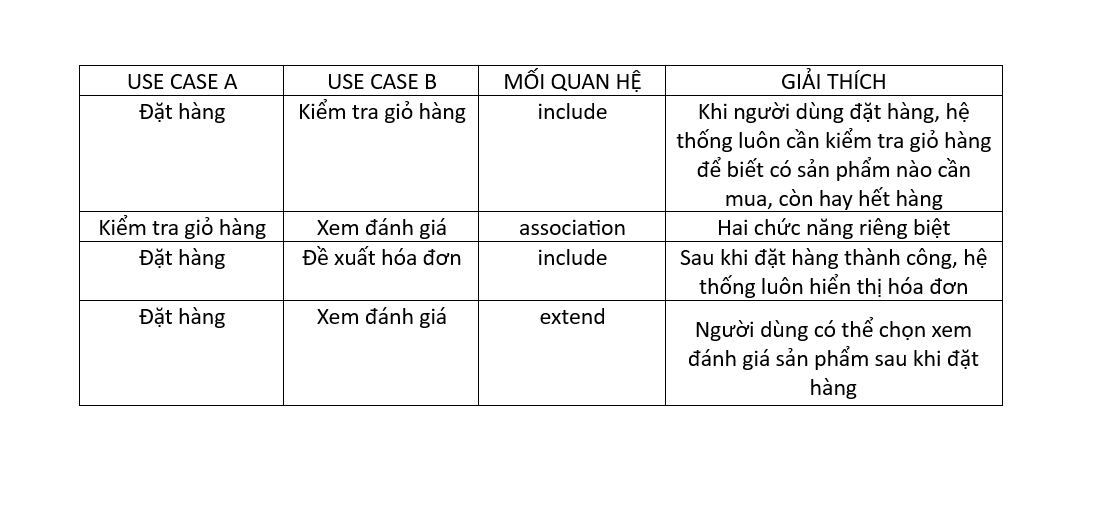 USE CASE A USE CASE B MỐI QUAN HỆ GIẢI THÍCH
Đặt hàng Kiểm tra giỏ hàng include Khi người dùng đặt hàng, hệ
thống luôn cần kiểm tra giỏ hàng
để biết có sản phẩm nào cần
mua, còn hay hết hàng
Kiểm tra giỏ hàng Xem đánh giá association Hai chức năng riêng biệt
Đặt hàng Đề xuất hóa đơn include Sau khi đặt hàng thành công, hệ
thống luôn hiển thị hóa đơn
Đặt hàng Xem đánh giá extend
Người dùng có thể chọn xem
đánh giá sản phẩm sau khi đặt
hàng